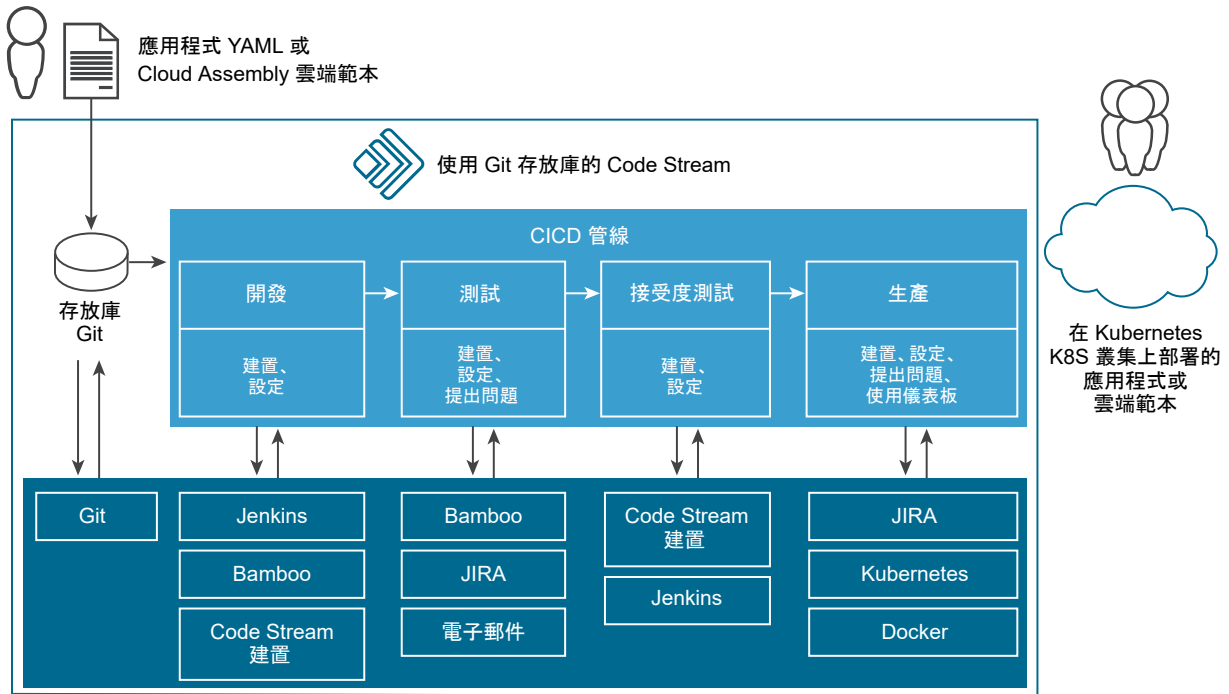 應用程式 YAML 或
Cloud Assembly 雲端範本
使用 Git 存放庫的 Code Stream
CICD 管線
存放庫
Git
開發
建置、
設定
測試
建置、
設定、
提出問題
接受度測試
建置、
設定
生產
建置、設定、
提出問題、
使用儀表板
在 Kubernetes
K8S 叢集上部署的
應用程式或
雲端範本
Git
Jenkins
Bamboo
Code Stream
建置
Bamboo
JIRA
電子郵件
Code Stream
建置
Jenkins
JIRA
Kubernetes
Docker